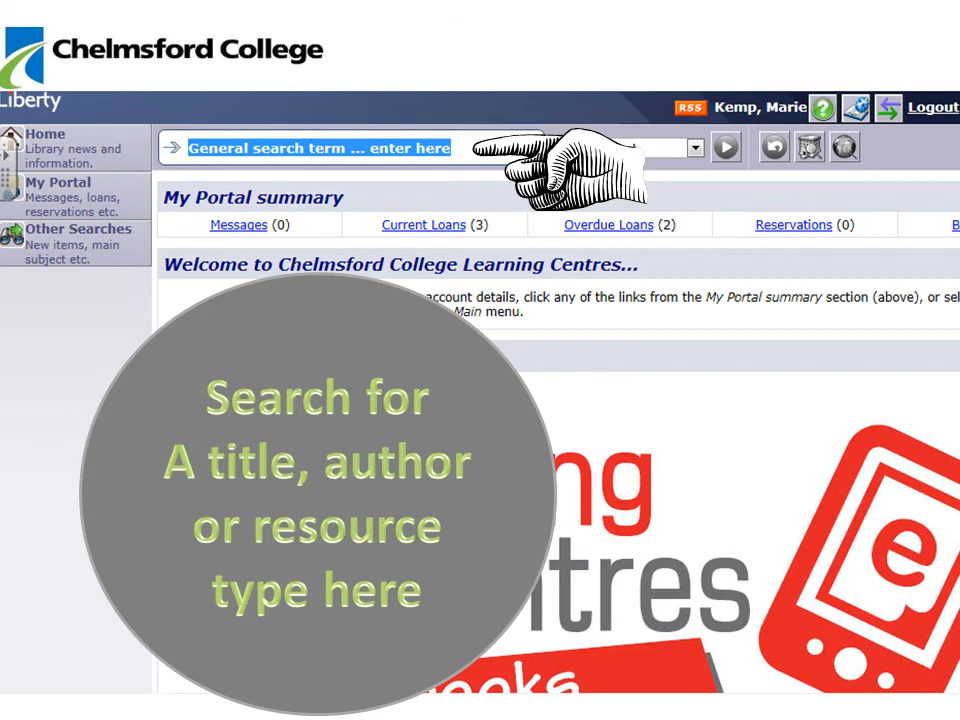 Chelmsford College
Liberty
RSS Kemp, Marie ? Logout
Home
Library news and
information.
My Portal
Messages, loans,
reservations etc.
Other Searches
New items, main
subject etc.
General search term ... enter here
My Portal summary
Messages (0) Current Loans (3) Overdue Loans (2) Reservations (0) B
Welcome to Chelmsford College Learning Centres...
account details, click any of the links from the My Portal summary section (above), or sel
Main menu.
Search for
A title, author
or resource
type here
ng
ntres
e